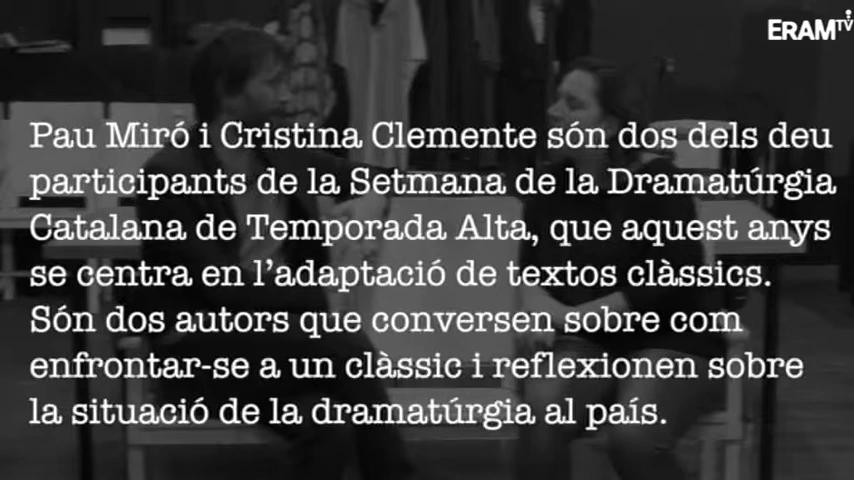 ERAMTV
Pau Miró i Cristina Clemente són dos dels deu
participants de la Setmana de la Dramatúrgia
Catalana de Temporada Alta, que aquest anys
se centra en l'adaptació de textos clàssics.
Són dos autors que conversen sobre com
enfrontar-se a un clàssic i reflexionen sobre
la situació de la dramatúrgia al país.